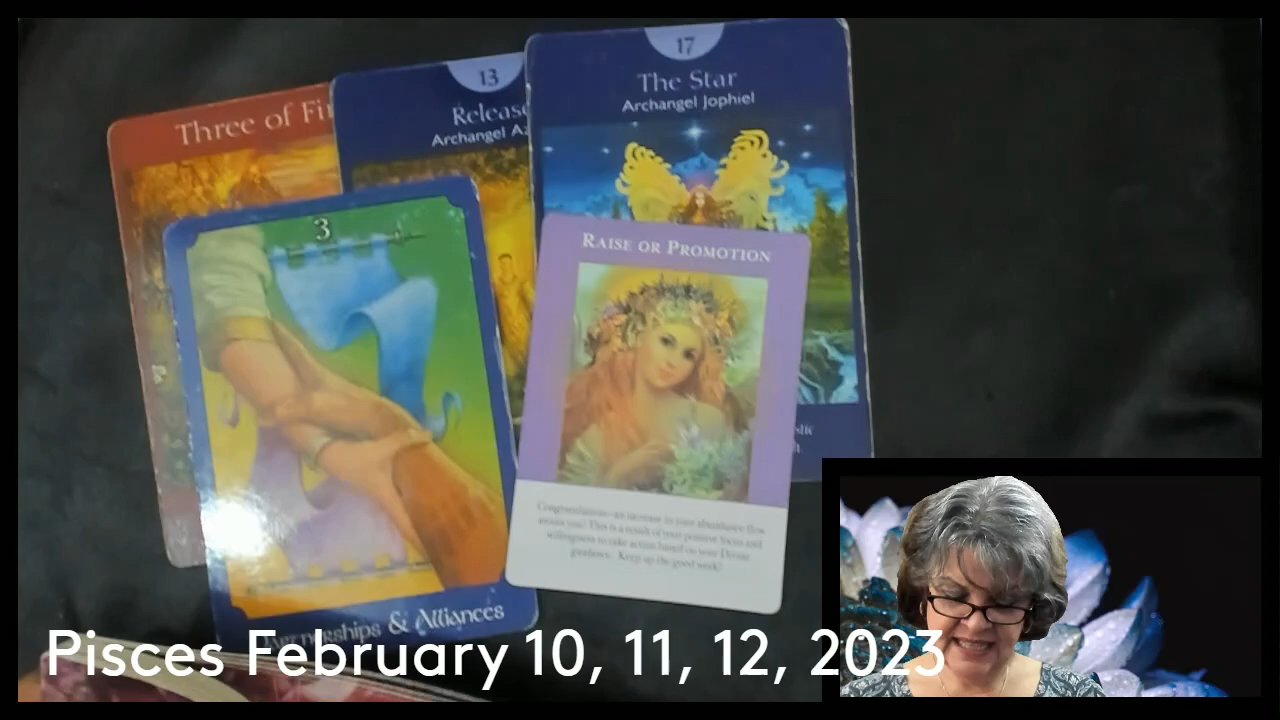 Three of Fi
13
Release
Archangel Az
17
The Star
Archangel Jophiel
3
Partnerships & Alliances
RAISE OR PROMOTION
Congratulations—an increase in your abundance flow
awaits you! This is a result of your positive focus and
willingness to take action based on your Divine
guidance. Keep up the good work!
Pisces February 10, 11, 12, 2023